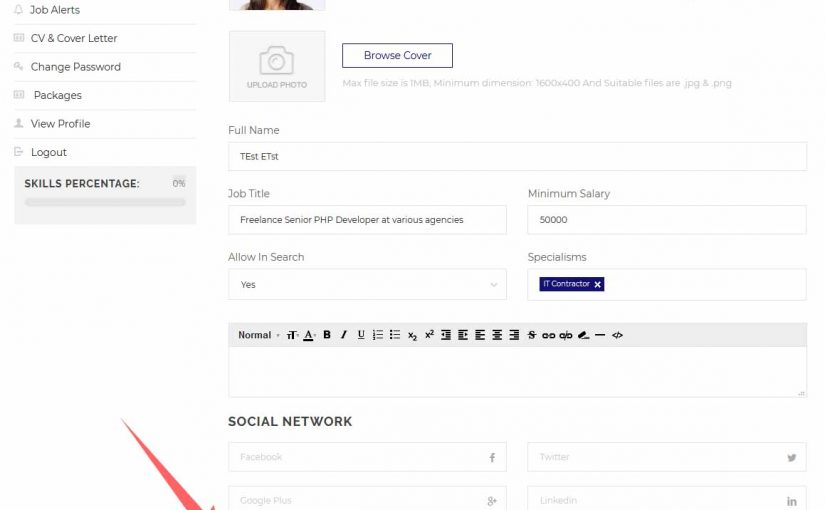 Job Alerts
CV & Cover Letter
Change Password
Packages
View Profile
Logout
SKILLS PERCENTAGE: 0%
UPLOAD PHOTO
Browse Cover
Max file size is 1MB, Minimum dimension: 1600x400 And Suitable files are .jpg & .png
Full Name
TEst ETst
Job Title
Minimum Salary
Freelance Senior PHP Developer at various agencies
50000
Allow In Search
Specialisms
Yes
IT Contractor
Normal
SOCIAL NETWORK
Facebook
Twitter
Google Plus
Linkedin